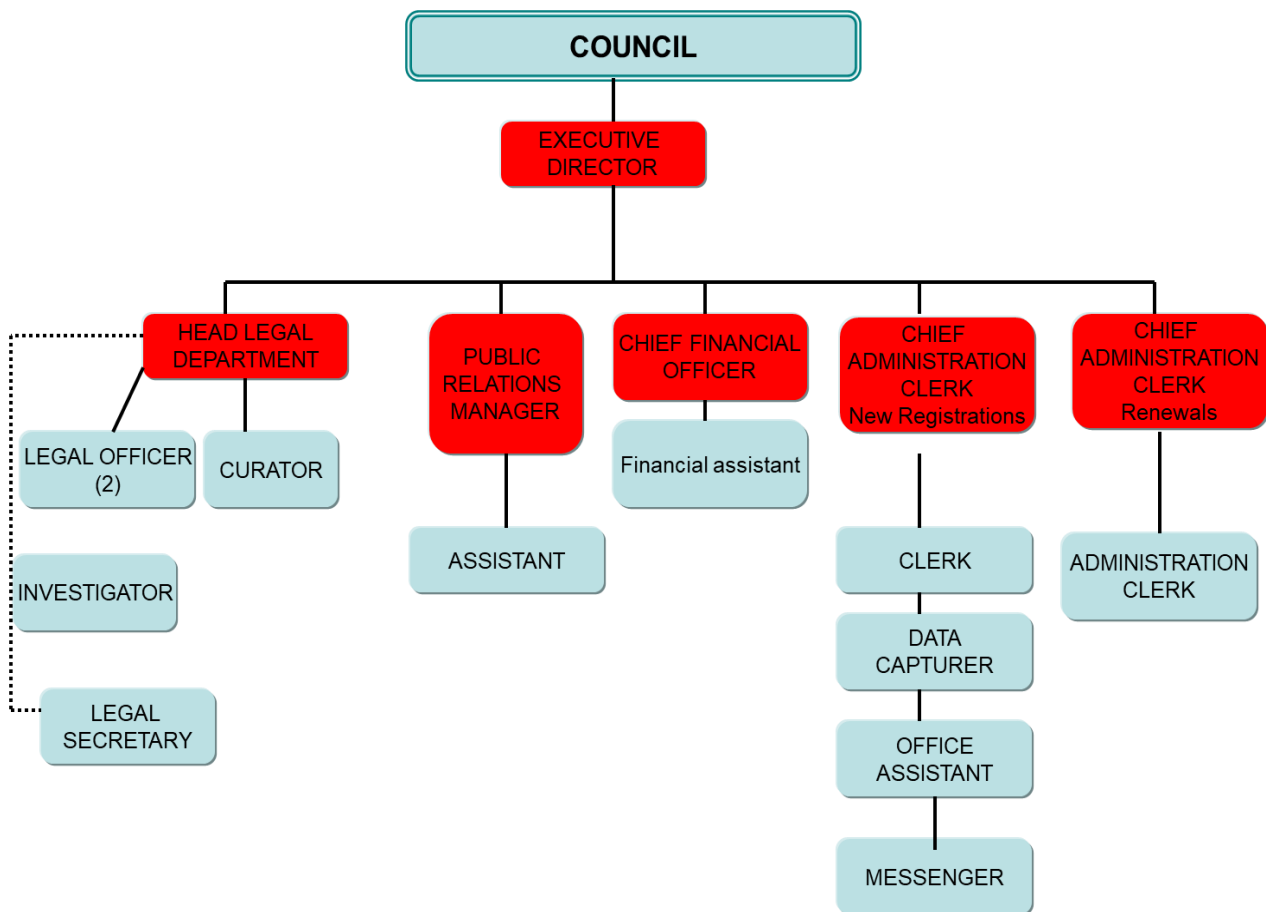 COUNCIL
EXECUTIVE
DIRECTOR
HEAD LEGAL
DEPARTMENT
PUBLIC
RELATIONS
MANAGER
CHIEF FINANCIAL
OFFICER
CHIEF
ADMINISTRATION
CLERK
New Registrations
CHIEF
ADMINISTRATION
CLERK
Renewals
LEGAL OFFICER
(2)
CURATOR
Financial assistant
INVESTIGATOR
ASSISTANT
CLERK
ADMINISTRATION
CLERK
DATA
CAPTURER
LEGAL
SECRETARY
OFFICE
ASSISTANT
MESSENGER